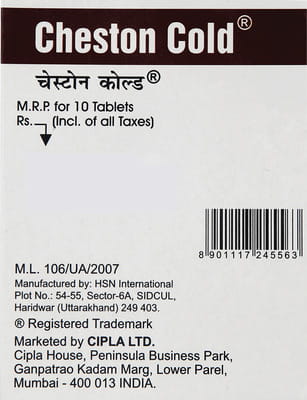 Cheston Cold®
चेस्टोन कोल्ड®
M.R.P. for 10 Tablets
Rs. (Incl. of all Taxes)
8 901117 245563
M.L. 106/UA/2007
Manufactured by: HSN International
Plot No.: 54-55, Sector-6A, SIDCUL,
Haridwar (Uttarakhand) 249 403.
® Registered Trademark
Marketed by CIPLA LTD.
Cipla House, Peninsula Business Park,
Ganpatrao Kadam Marg, Lower Parel,
Mumbai - 400 013 INDIA.